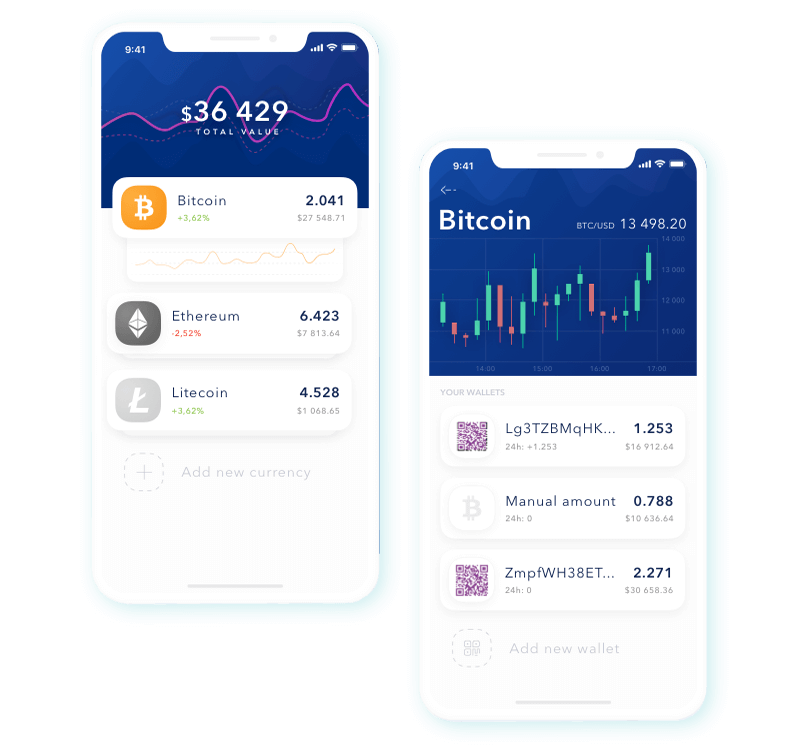 9:41
$36 429
TOTAL VALUE
Bitcoin 2.041
+3,62% $27 548.71
Ethereum 6.423
-2,52% $7 813.64
Litecoin 4.528
+3,62% $1 068.65
Add new currency
9:41
Bitcoin BTC/USD 13 498.20
14 000
13 000
12 000
11 000
14:00 15:00 16:00 17:00
YOUR WALLETS
Lg3TZBMqHK... 1.253
24h: +1.253 $16 912.64
Manual amount 0.788
24h: 0 $10 636.64
ZmpfWH38ET... 2.271
24h: 0 $30 658.36
Add new wallet